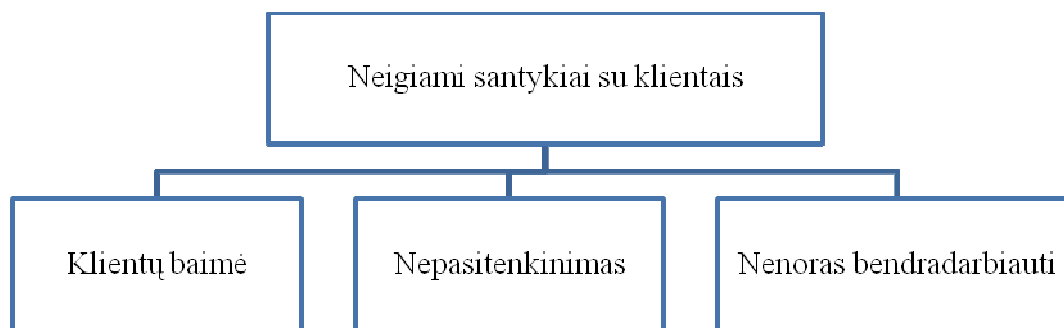 Neigiami santykiai su klientais
Klientų baimė
Nepasitenkinimas
Nenoras bendradarbiauti